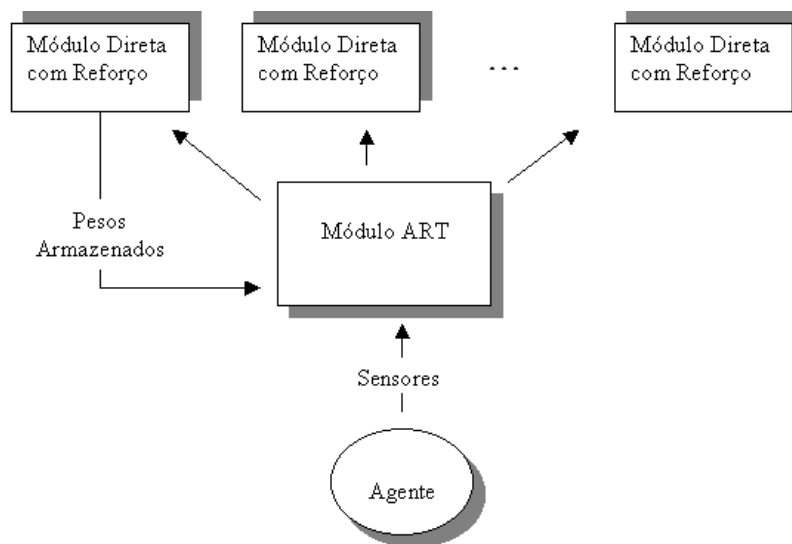 Módulo Direta
com Reforço
Módulo Direta
com Reforço
...
Módulo Direta
com Reforço
Pesos
Armazenados
Módulo ART
Sensores
Agente